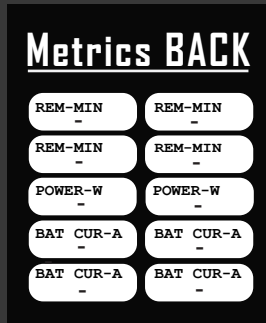 Metrics BACK
REM-MIN REM-MIN
- -
REM-MIN REM-MIN
- -
POWER-W POWER-W
- -
BAT CUR-A BAT CUR-A
- -
BAT CUR-A BAT CUR-A
- -